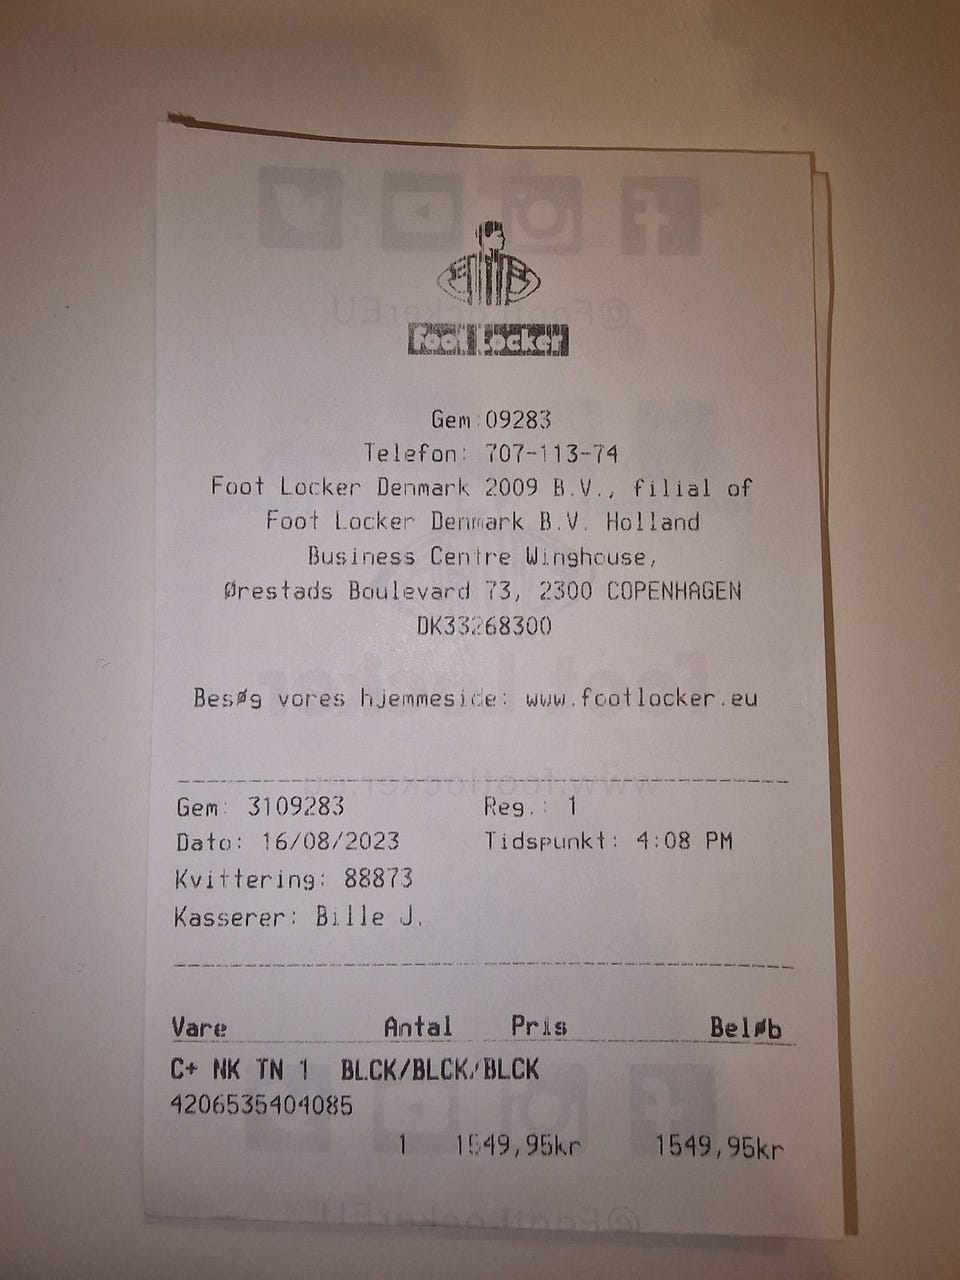 Foot Locker
Gem:09283
Telefon: 707-113-74
Foot Locker Denmark 2009 B.V., filial of
Foot Locker Denmark B.V. Holland
Business Centre Winghouse,
Ørestads Boulevard 73, 2300 COPENHAGEN
DK33268300
Besøg vores hjemmeside: www.footlocker.eu
Gem: 3109283 Reg.: 1
Dato: 16/08/2023 Tidspunkt: 4:08 PM
Kvittering: 88873
Kasserer: Bille J.
Vare Antal Pris Beløb
C+ NK TN 1 BLCK/BLCK/BLCK
4206535404085
1 1549,95kr 1549,95kr